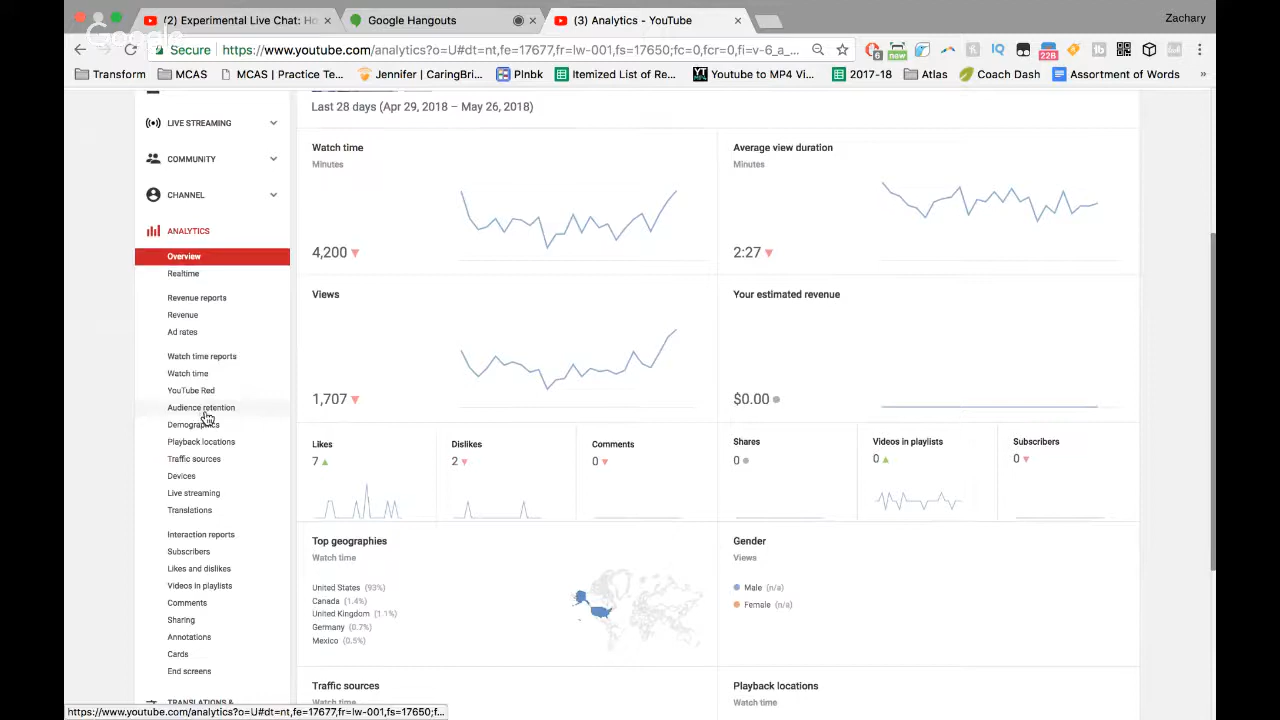 (2) Experimental Live Chat: Ho
Google Hangouts
(3) Analytics - YouTube
Zachary
Google
Secure
https://www.youtube.com/analytics?o=U#dt=nt,fe=17677,fr=lw-001,fs=17650;fc=0,fcr=0,fi=v-6_a_...
6
new
IQ
228
Transform
MCAS
MCAS | Practice Te...
Jennifer | CaringBri...
PInbk
Itemized List of Re...
Youtube to MP4 Vi...
2017-18
Atlas
Coach Dash
Assortment of Words
»
LIVE STREAMING
COMMUNITY
CHANNEL
ANALYTICS
Overview
Realtime
Revenue reports
Revenue
Ad rates
Watch time reports
Watch time
YouTube Red
Audience retention
Demographics
Playback locations
Traffic sources
Devices
Live streaming
Translations
Interaction reports
Subscribers
Likes and dislikes
Videos in playlists
Comments
Sharing
Annotations
Cards
End screens
TRANSLATIONS &
Last 28 days (Apr 29, 2018 – May 26, 2018)
Watch time
Minutes
4,200
Average view duration
Minutes
2:27
Views
1,707
Your estimated revenue
$0.00
Likes
7
Dislikes
2
Comments
0
Shares
0
Videos in playlists
0
Subscribers
0
Top geographies
Watch time
United States (93%)
Canada (1.4%)
United Kingdom (1.1%)
Germany (0.7%)
Mexico (0.5%)
Gender
Views
Male (n/a)
Female (n/a)
Traffic sources
Watch time
Playback locations
Watch time
https://www.youtube.com/analytics?o=U#dt=nt,fe=17677,fr=lw-001,fs=17650;f...